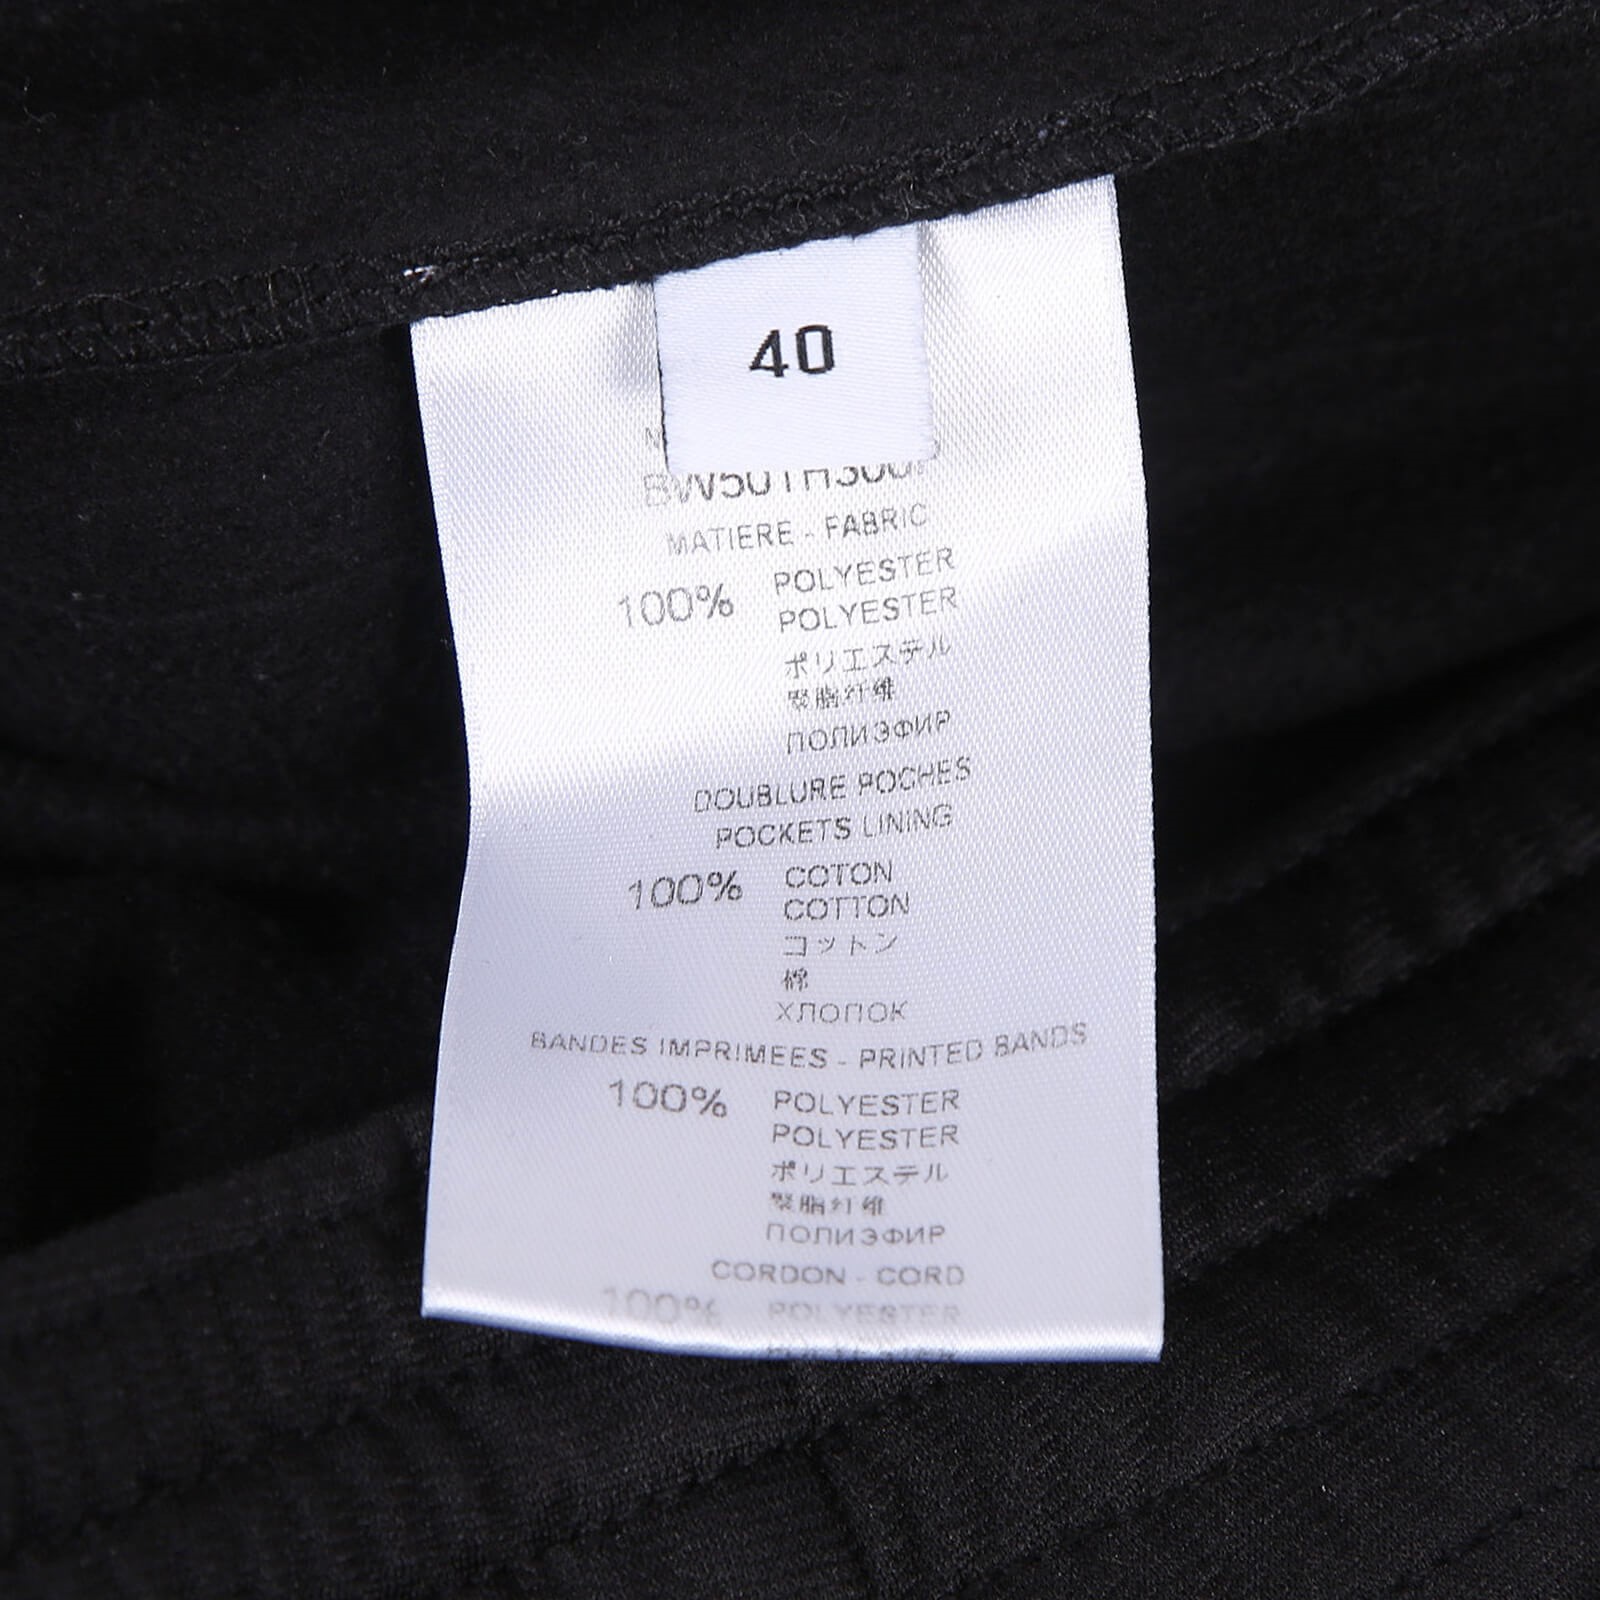 40
MATIERE - FABRIC
100% POLYESTER
POLYESTER
ポリエステル
聚脂纤维
ПОЛИЭФИР
DOUBLURE POCHES
POCKETS LINING
100% COTON
COTTON
コットン
棉
ХЛОПОК
BANDES IMPRIMEES - PRINTED BANDS
100% POLYESTER
POLYESTER
ポリエステル
聚脂纤维
ПОЛИЭФИР
CORDON - CORD
100% POLYESTER